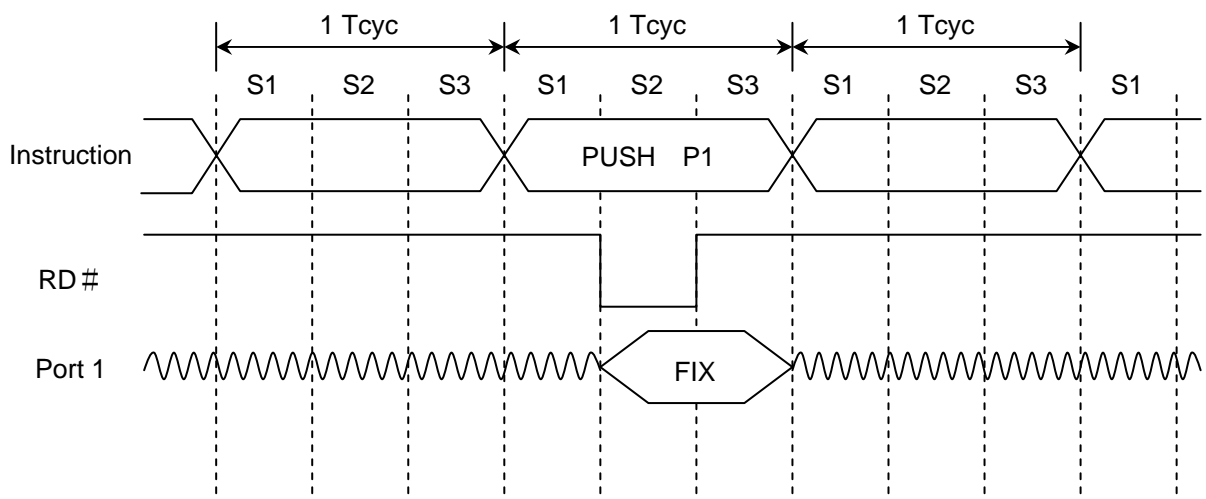 1 Tcyc 1 Tcyc 1 Tcyc
S1 S2 S3 S1 S2 S3 S1 S2 S3 S1
Instruction PUSH P1
RD＃
Port 1 FIX